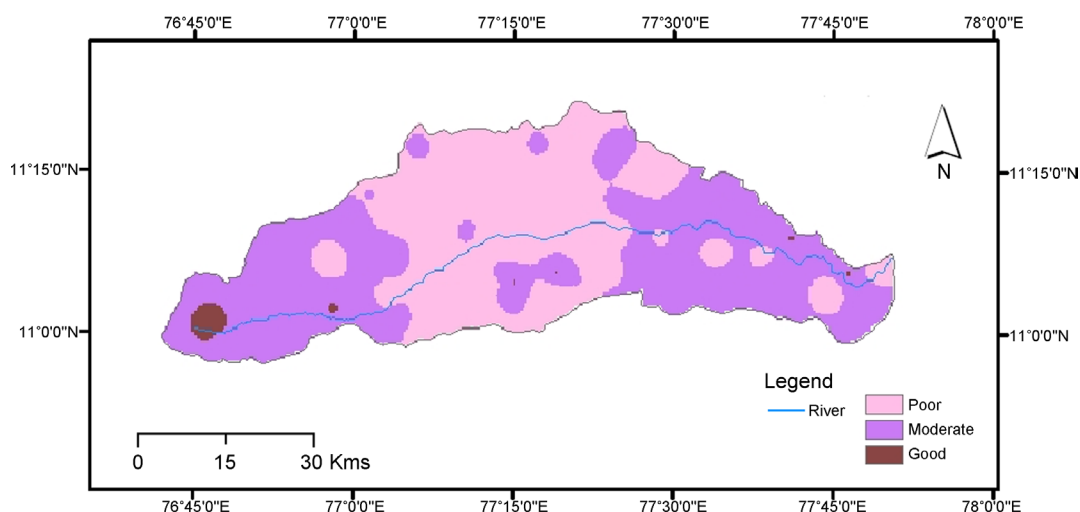 76°45'0"E 77°0'0"E 77°15'0"E 77°30'0"E 77°45'0"E 78°0'0"E
11°15'0"N 11°15'0"N
N
11°0'0"N 11°0'0"N
Legend
River
Poor
Moderate
Good
0 15 30 Kms
76°45'0"E 77°0'0"E 77°15'0"E 77°30'0"E 77°45'0"E 78°0'0"E